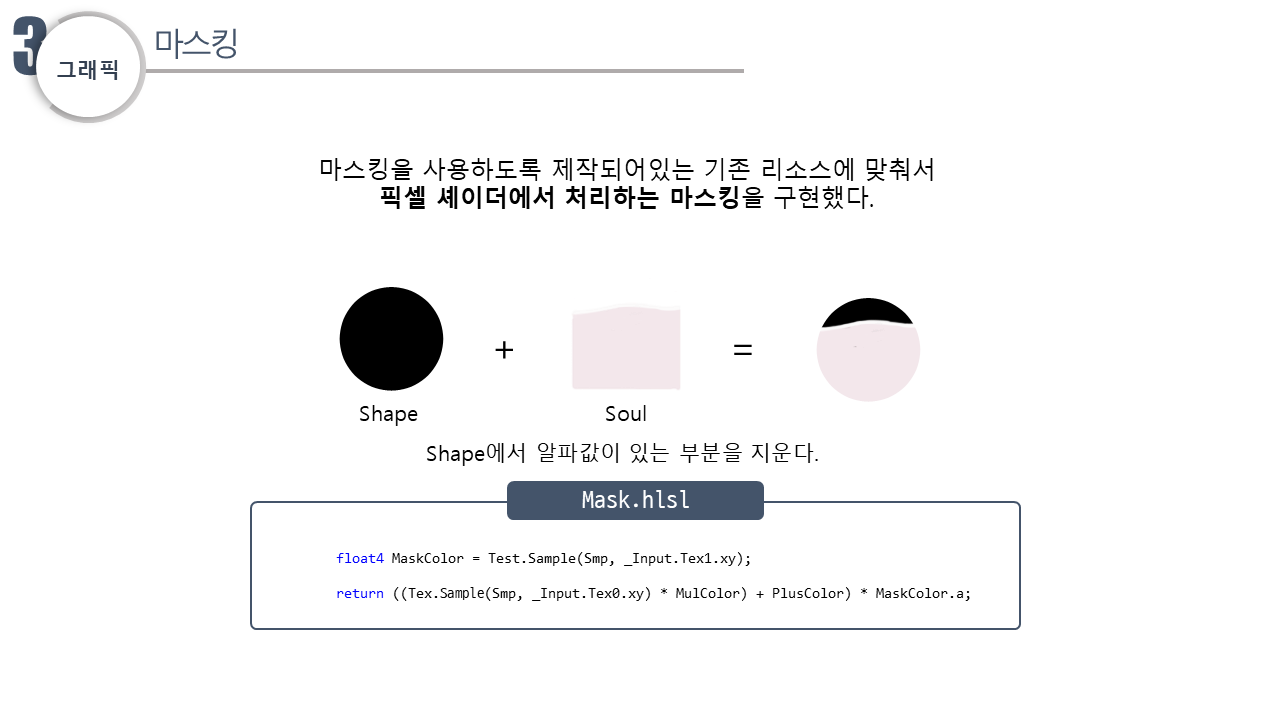 3
그래픽
마스킹
마스킹을 사용하도록 제작되어있는 기존 리소스에 맞춰서
픽셀 셰이더에서 처리하는 마스킹을 구현했다.
+
=
Shape
Soul
Shape에서 알파값이 있는 부분을 지운다.
Mask.hlsl
float4 MaskColor = Test.Sample(Smp, _Input.Tex1.xy);
return ((Tex.Sample(Smp, _Input.Tex0.xy) * MulColor) + PlusColor) * MaskColor.a;